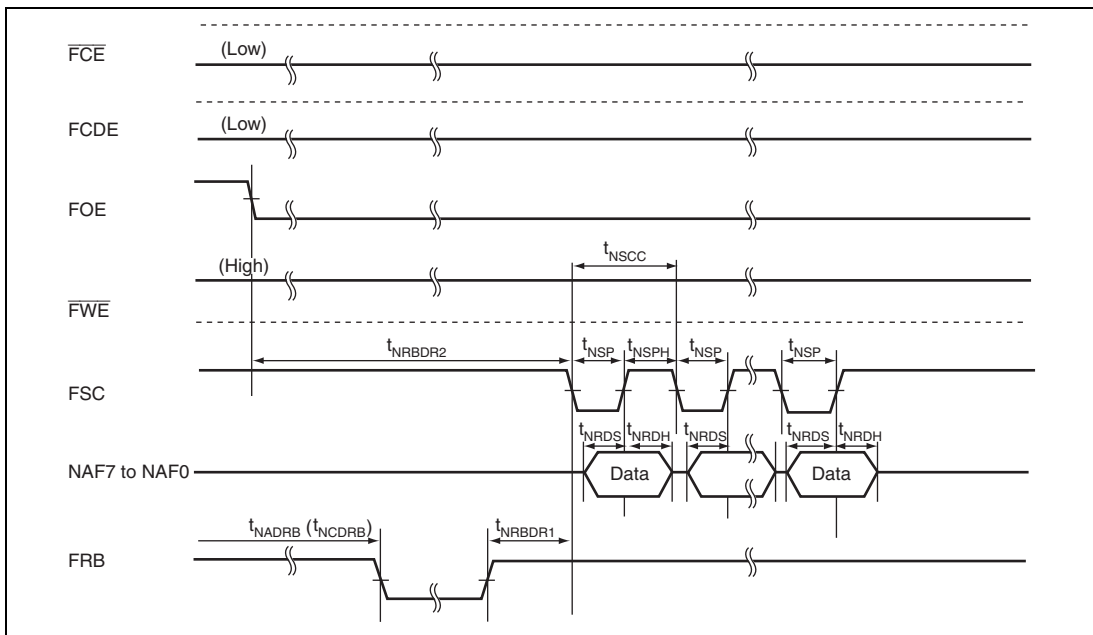 FCE (Low)
FCDE (Low)
FOE
(High) tNSCC
FWE
tNRBDR2 tNSP tNSPH tNSP tNSP
FSC
tNRDS tNRDH tNRDS tNRDS tNRDH
NAF7 to NAF0 Data Data
tNADRB (tNCDRB) tNRBDR1
FRB